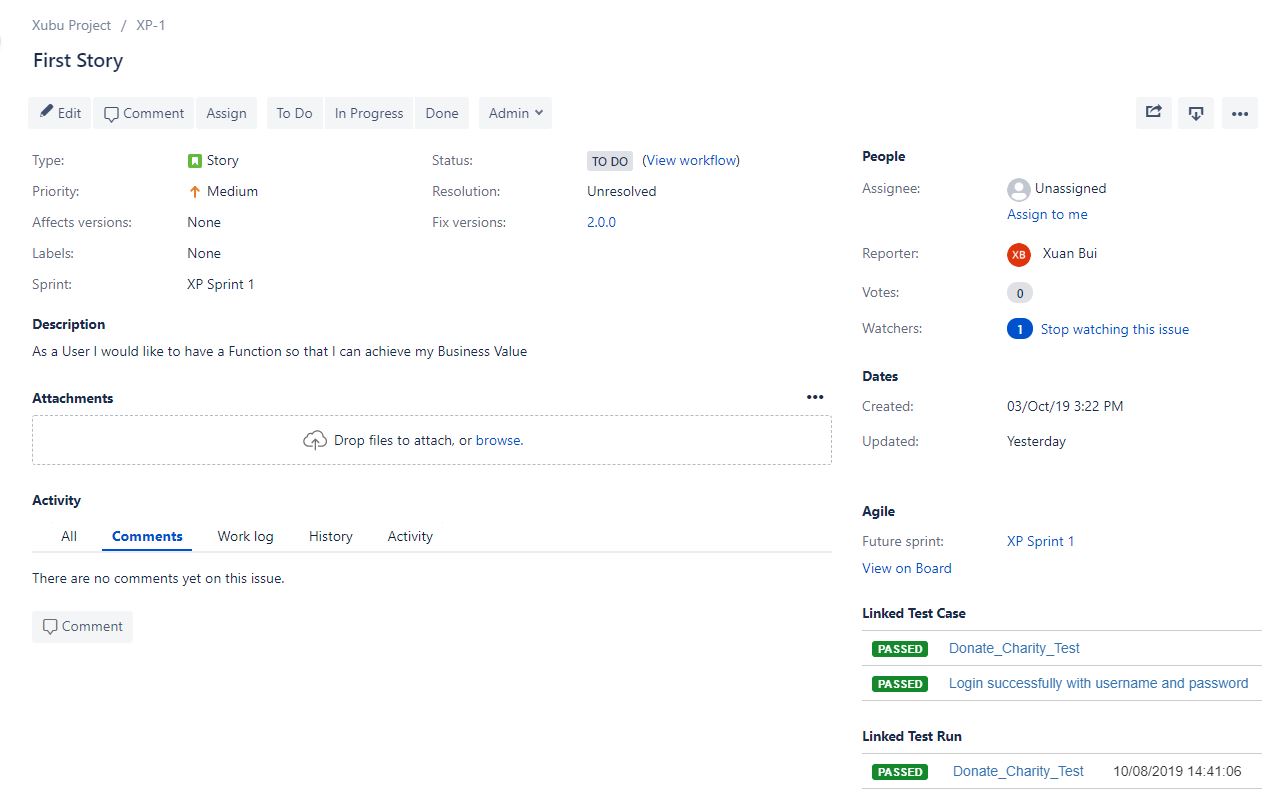 Xubu Project / XP-1
First Story
Edit Comment Assign To Do In Progress Done Admin
Type: Story Status: TO DO (View workflow)
Priority: Medium Resolution: Unresolved
Affects versions: None Fix versions: 2.0.0
Labels: None
Sprint: XP Sprint 1
Description
As a User I would like to have a Function so that I can achieve my Business Value
Attachments
Drop files to attach, or browse.
Activity
All Comments Work log History Activity
There are no comments yet on this issue.
Comment
People
Assignee: Unassigned
Assign to me
Reporter: XB Xuan Bui
Votes: 0
Watchers: 1 Stop watching this issue
Dates
Created: 03/Oct/19 3:22 PM
Updated: Yesterday
Agile
Future sprint: XP Sprint 1
View on Board
Linked Test Case
PASSED Donate_Charity_Test
PASSED Login successfully with username and password
Linked Test Run
PASSED Donate_Charity_Test 10/08/2019 14:41:06